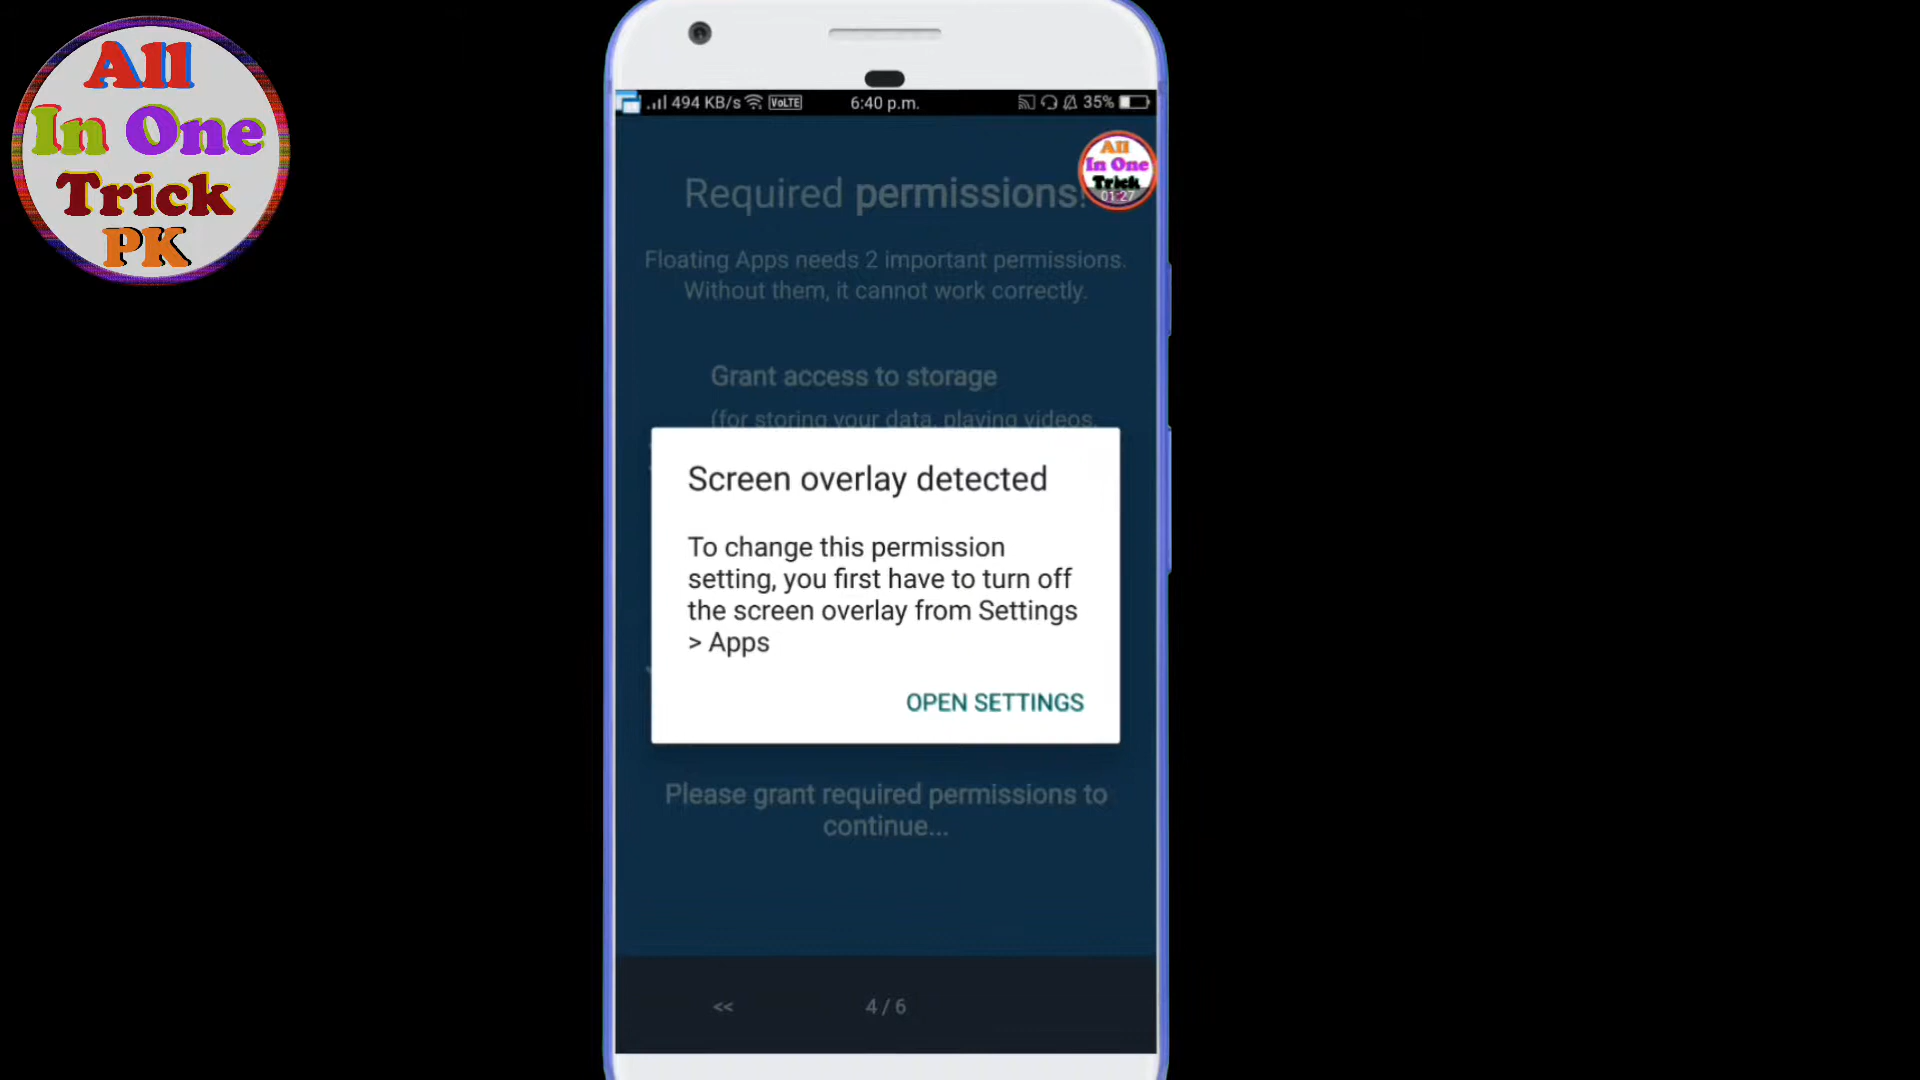 All
In One
Trick
PK
494 KB/s VoLTE 6:40 p.m. 35%
All
In One
Trick
01:27
Required permissions!
Floating Apps needs 2 important permissions.
Without them, it cannot work correctly.
Grant access to storage
(for storing your data, playing videos,
Screen overlay detected
To change this permission
setting, you first have to turn off
the screen overlay from Settings
> Apps
OPEN SETTINGS
Please grant required permissions to
continue...
<< 4 / 6